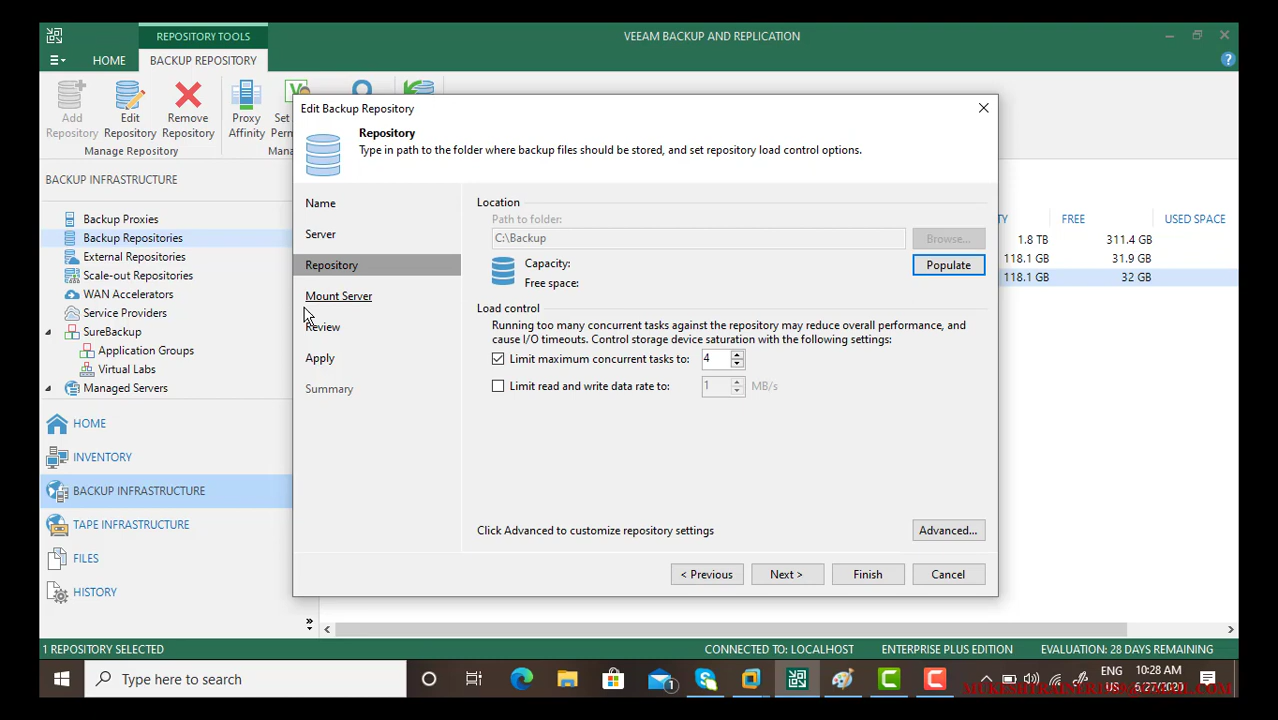 REPOSITORY TOOLS
VEEAM BACKUP AND REPLICATION
HOME
BACKUP REPOSITORY
Add Repository
Edit Repository
Remove Repository
Proxy Affinity
Set
Manage Repository
BACKUP INFRASTRUCTURE
Backup Proxies
Backup Repositories
External Repositories
Scale-out Repositories
WAN Accelerators
Service Providers
SureBackup
Application Groups
Virtual Labs
Managed Servers
HOME
INVENTORY
BACKUP INFRASTRUCTURE
TAPE INFRASTRUCTURE
FILES
HISTORY
Edit Backup Repository
Repository
Type in path to the folder where backup files should be stored, and set repository load control options.
Name
Server
Repository
Mount Server
Review
Apply
Summary
Location
Path to folder:
C:\Backup
Browse...
Capacity:
Populate
Free space:
Load control
Running too many concurrent tasks against the repository may reduce overall performance, and
cause I/O timeouts. Control storage device saturation with the following settings:
Limit maximum concurrent tasks to: 4
Limit read and write data rate to: 1 MB/s
Click Advanced to customize repository settings
Advanced...
< Previous
Next >
Finish
Cancel
FREE
USED SPACE
1.8 TB 311.4 GB
118.1 GB 31.9 GB
118.1 GB 32 GB
1 REPOSITORY SELECTED
CONNECTED TO: LOCALHOST
ENTERPRISE PLUS EDITION
EVALUATION: 28 DAYS REMAINING
Type here to search
1
ENG
US
10:28 AM
6/27/2020